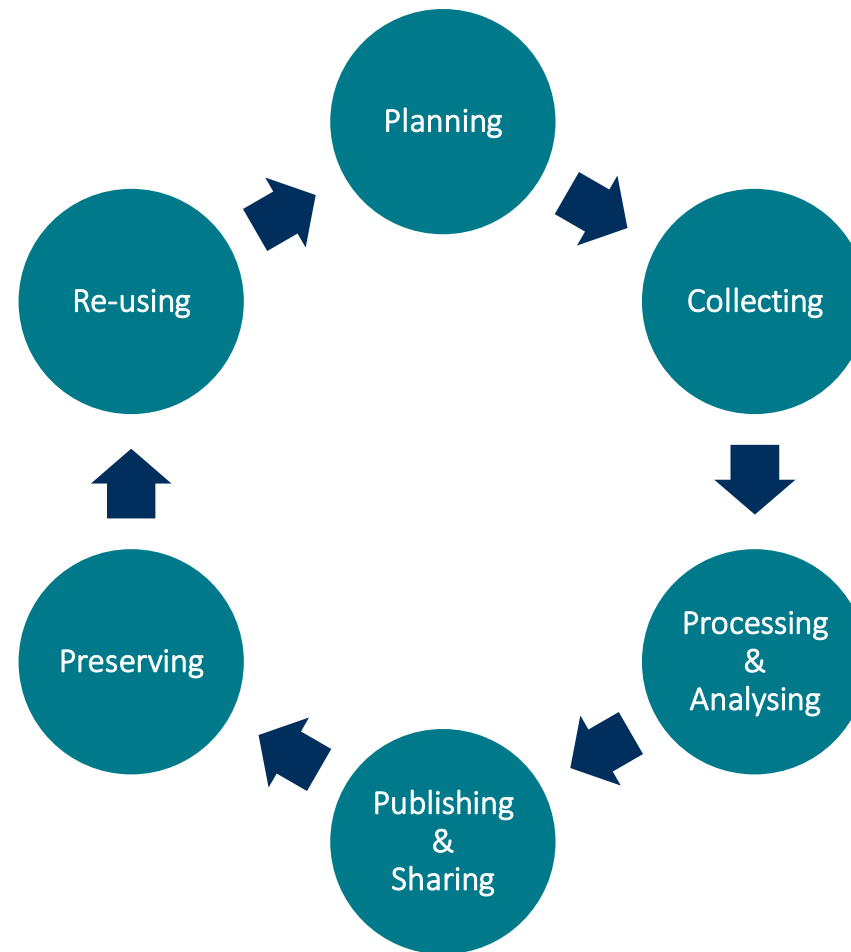 Planning
Collecting
Processing
&
Analysing
Publishing
&
Sharing
Preserving
Re-using